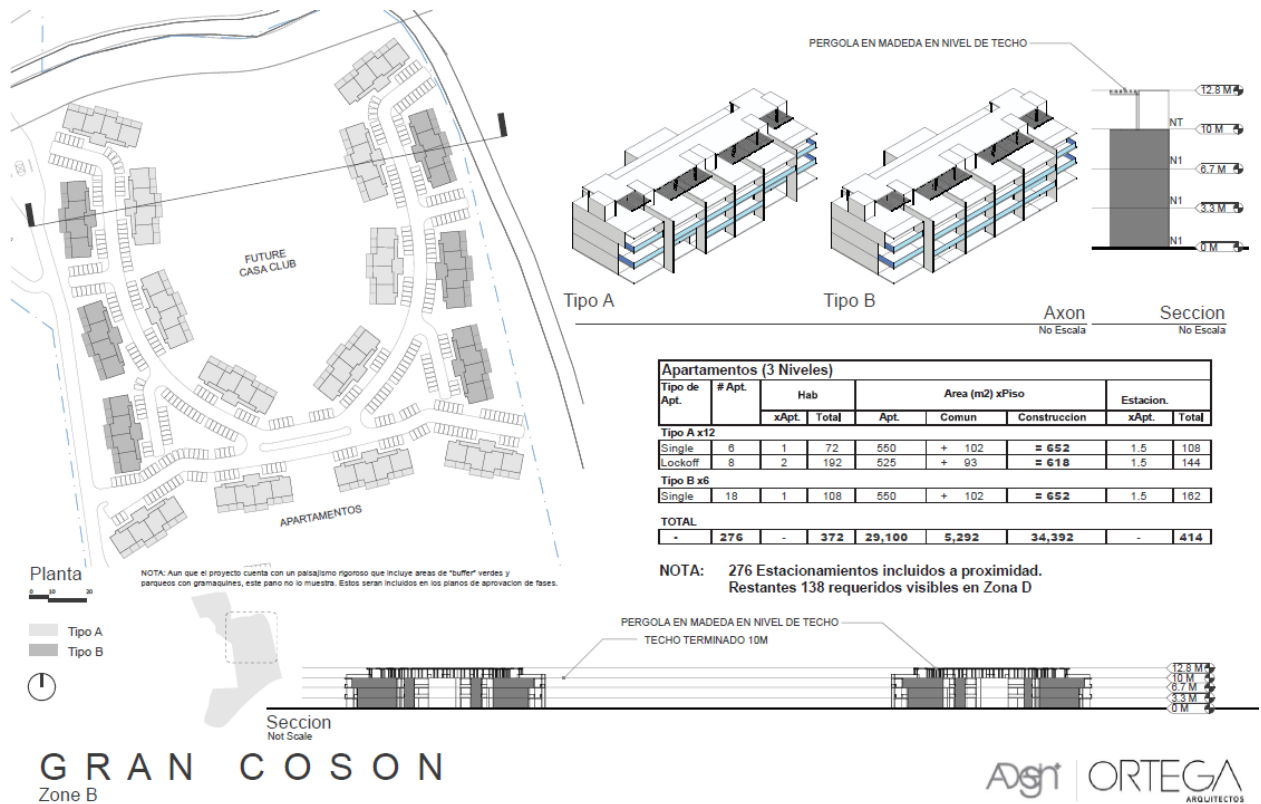 PERGOLA EN MADEDA EN NIVEL DE TECHO
12.8 M
NT
10 M
N1
6.7 M
N1
3.3 M
N1
0 M
FUTURE
CASA CLUB
APARTAMENTOS
Tipo A
Tipo B
Axon
No Escala
Seccion
No Escala
Apartamentos (3 Niveles)
Tipo de Apt. # Apt. Hab Area (m2) xPiso Estacion.
xApt. Total Apt. Comun Construccion xApt. Total
Tipo A x12
Single 6 1 72 550 + 102 = 652 1.5 108
Lockoff 8 2 192 525 + 93 = 618 1.5 144
Tipo B x6
Single 18 1 108 550 + 102 = 652 1.5 162
TOTAL
- 276 - 372 29,100 5,292 34,392 - 414
NOTA: 276 Estacionamientos incluidos a proximidad.
Restantes 138 requeridos visibles en Zona D
Planta
0 10 20
NOTA: Aun que el proyecto cuenta con un paisajismo rigoroso que incluye areas de "buffer" verdes y
parqueos con gramaquines, este pano no lo muestra. Estos seran incluidos en los planos de aprovacion de fases.
Tipo A
Tipo B
PERGOLA EN MADEDA EN NIVEL DE TECHO
TECHO TERMINADO 10M
12.8 M
10 M
6.7 M
3.3 M
0 M
Seccion
Not Scale
GRAN COSON
Zone B
ADesgn+
ORTEGA
ARQUITECTOS